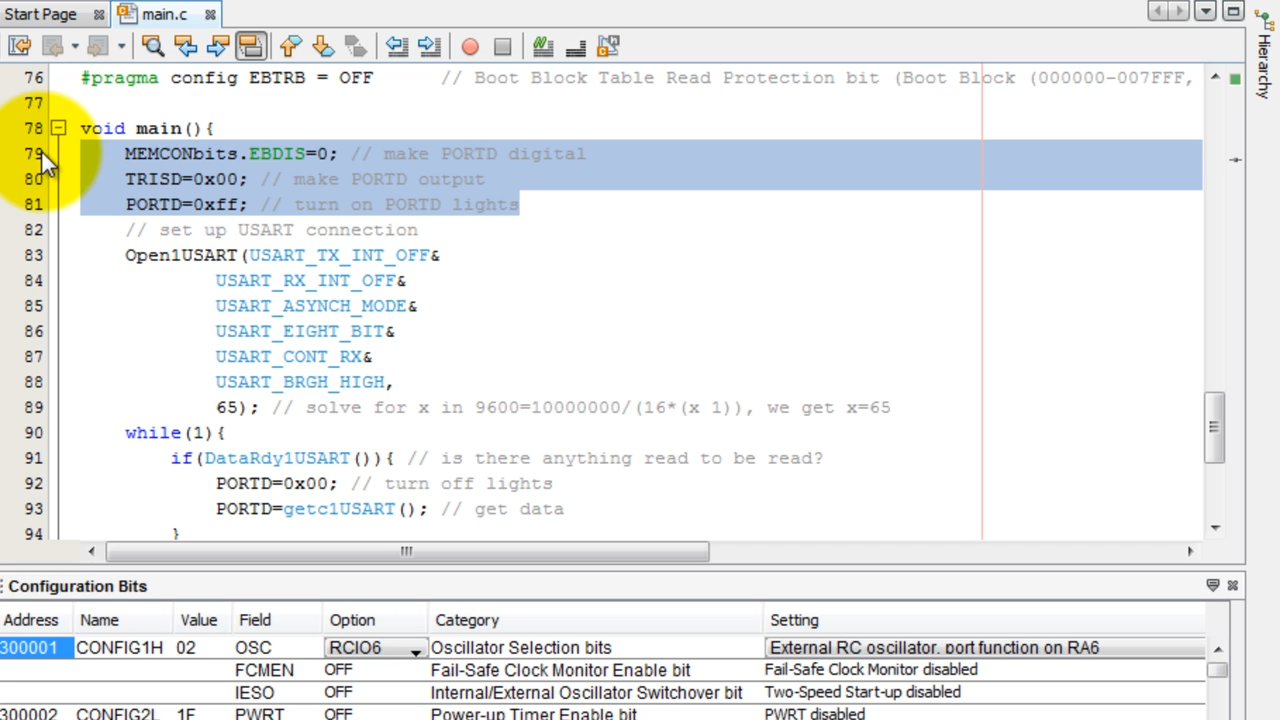 Start Page
main.c
Hierarchy
76 #pragma config EBTRB = OFF // Boot Block Table Read Protection bit (Boot Block (000000-007FFF,
77
78 void main(){
79 MEMCONbits.EBDIS=0; // make PORTD digital
80 TRISD=0x00; // make PORTD output
81 PORTD=0xff; // turn on PORTD lights
82 // set up USART connection
83 Open1USART(USART_TX_INT_OFF&
84 USART_RX_INT_OFF&
85 USART_ASYNCH_MODE&
86 USART_EIGHT_BIT&
87 USART_CONT_RX&
88 USART_BRGH_HIGH,
89 65); // solve for x in 9600=10000000/(16*(x 1)), we get x=65
90 while(1){
91 if(DataRdy1USART()){ // is there anything read to be read?
92 PORTD=0x00; // turn off lights
93 PORTD=getc1USART(); // get data
94 }
Configuration Bits
Address Name Value Field Option Category Setting
300001 CONFIG1H 02 OSC RCIO6 Oscillator Selection bits External RC oscillator, port function on RA6
FCMEN OFF Fail-Safe Clock Monitor Enable bit Fail-Safe Clock Monitor disabled
IESO OFF Internal/External Oscillator Switchover bit Two-Speed Start-up disabled
300002 CONFIG2L 1F PWRT OFF Power-up Timer Enable bit PWRT disabled